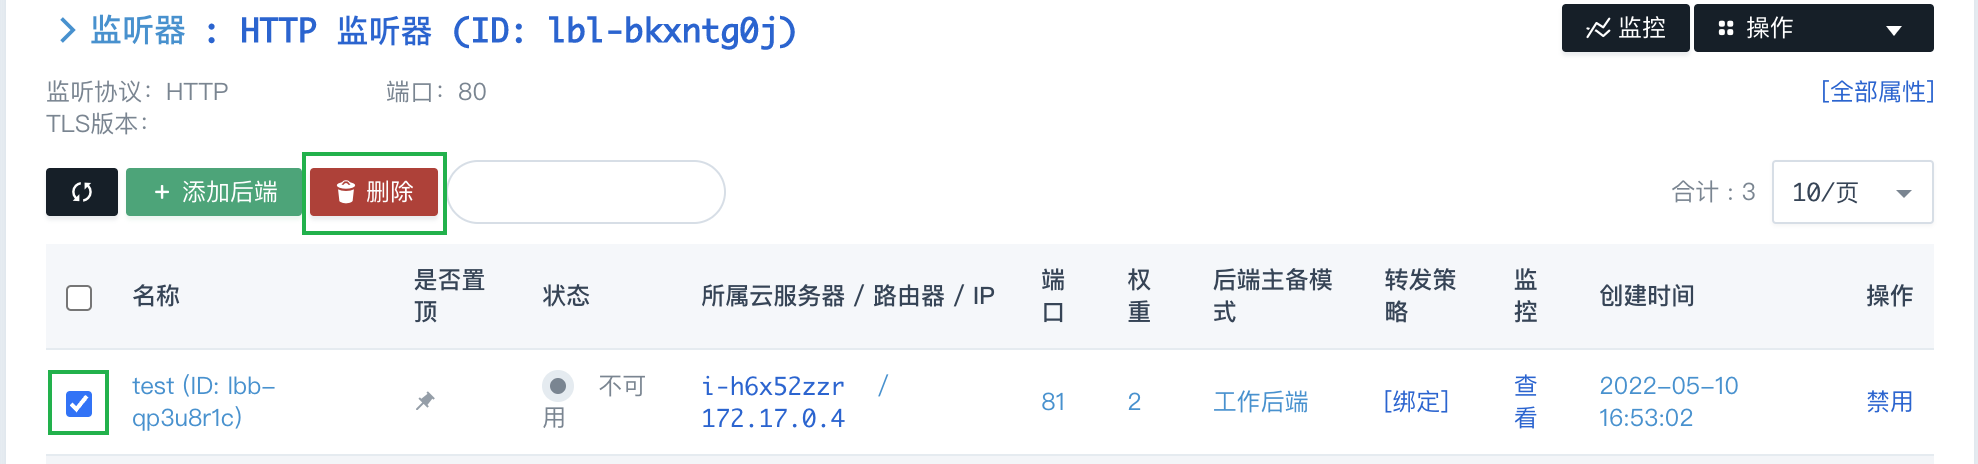 监听器 : HTTP 监听器 (ID: lbl-bkxntg0j)
监控
操作
监听协议：HTTP
端口：80
[全部属性]
TLS版本：
+ 添加后端
删除
合计 : 3
10/页
名称
是否置顶
状态
所属云服务器 / 路由器 / IP
端口
权重
后端主备模式
转发策略
监控
创建时间
操作
test (ID: lbb-
qp3u8r1c)
不可用
i-h6x52zzr /
172.17.0.4
81
2
工作后端
[绑定]
查看
2022-05-10
16:53:02
禁用